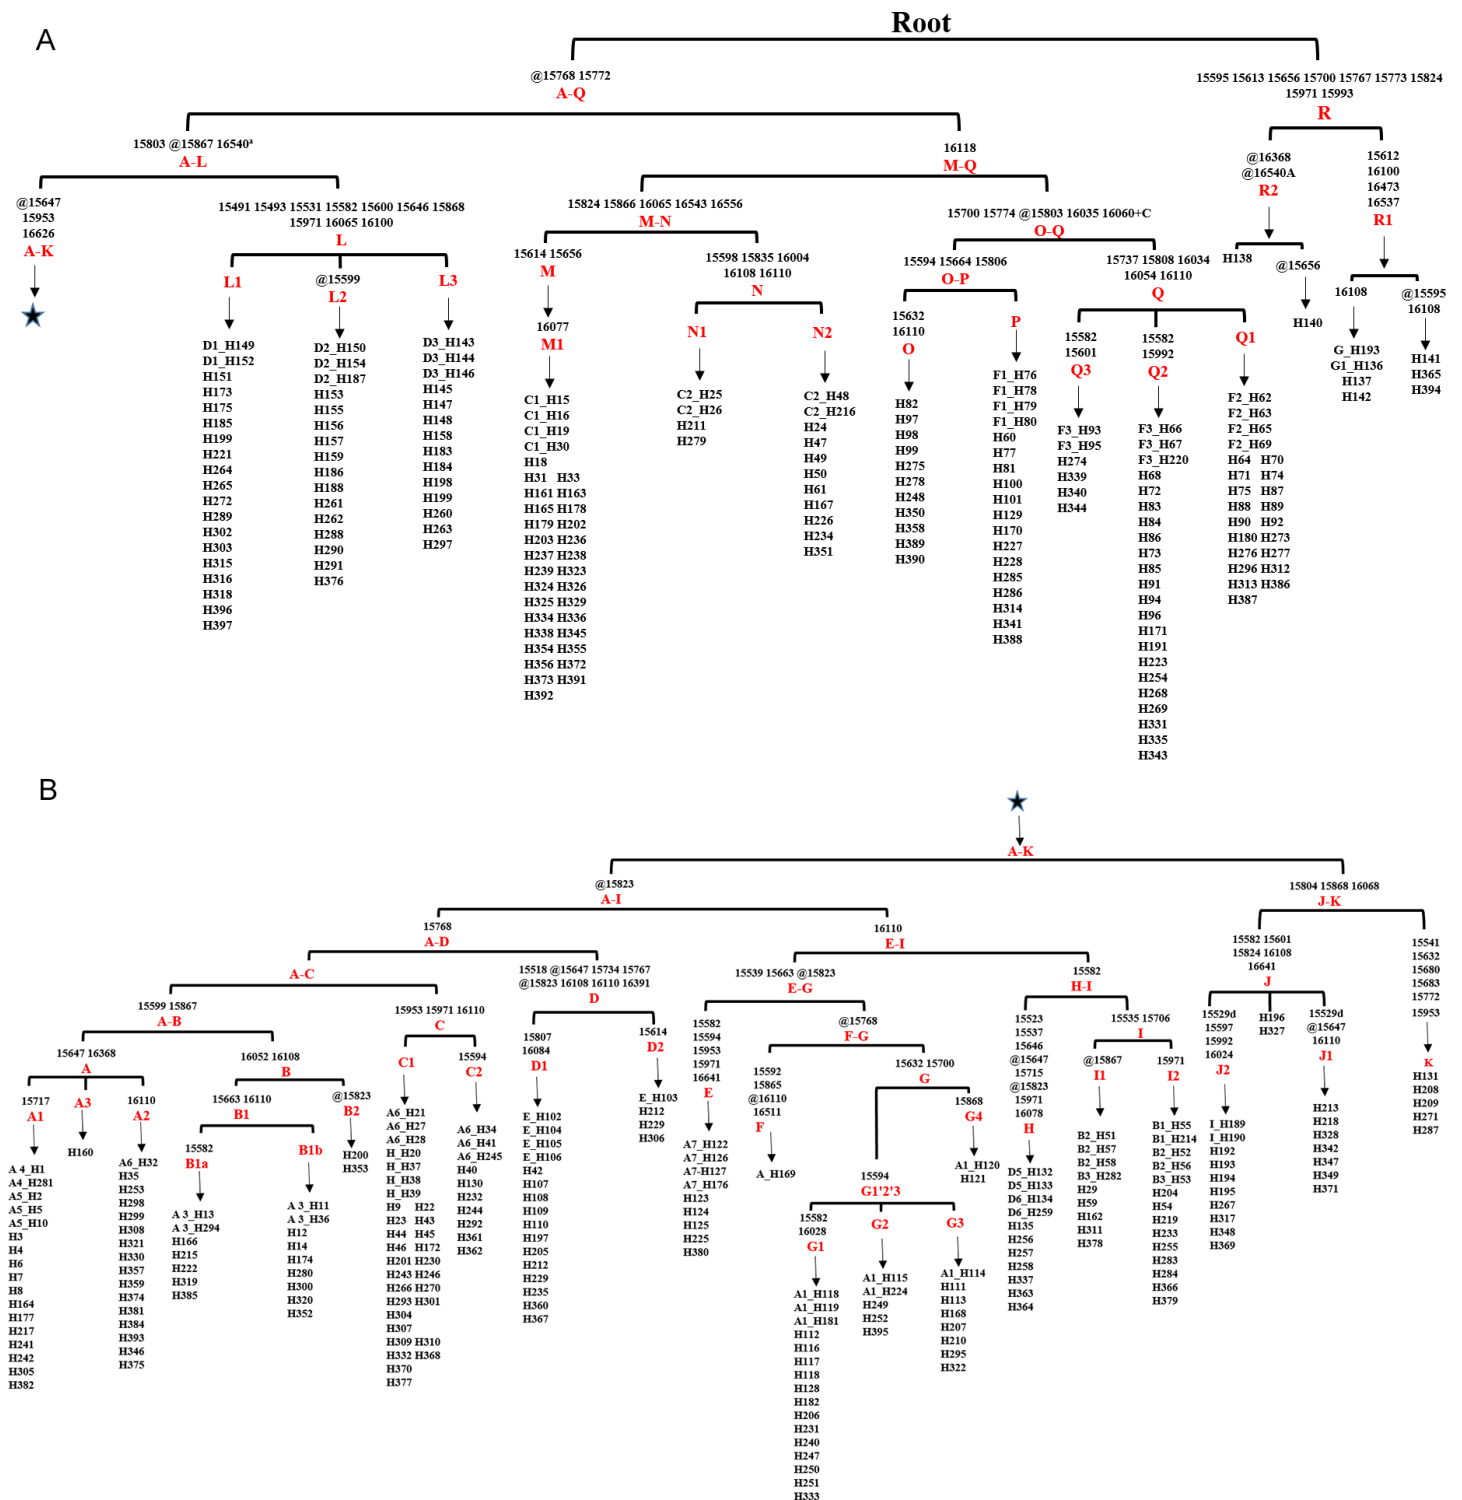 A
Root
@15768 15772
A-Q
15595 15613 15656 15700 15767 15773 15824
15971 15993
R
15803 @15867 16540ª
A-L
16118
M-Q
@16368
@16540A
R2
15612
16100
16473
16537
R1
@15647
15953
16626
A-K
15491 15493 15531 15582 15600 15646 15868
15971 16065 16100
L
15824 15866 16065 16543 16556
M-N
15700 15774 @15803 16035 16060+C
O-Q
H138
@15656
H140
16108
G_H193
G1_H136
H137
H142
@15595
16108
H141
H365
H394
L1
D1_H149
D1_H152
H151
H173
H175
H185
H199
H221
H264
H265
H272
H289
H302
H303
H315
H316
H318
H396
H397
@15599
L2
D2_H150
D2_H154
D2_H187
H153
H155
H156
H157
H159
H186
H188
H261
H262
H288
H290
H291
H376
L3
D3_H143
D3_H144
D3_H146
H145
H147
H148
H158
H183
H184
H198
H199
H260
H263
H297
15614 15656
M
16077
M1
C1_H15
C1_H16
C1_H19
C1_H30
H18
H31 H33
H161 H163
H165 H178
H179 H202
H203 H236
H237 H238
H239 H323
H324 H326
H325 H329
H334 H336
H338 H345
H354 H355
H356 H372
H373 H391
H392
15598 15835 16004
16108 16110
N
N1
C2_H25
C2_H26
H211
H279
N2
C2_H48
C2_H216
H24
H47
H49
H50
H61
H167
H226
H234
H351
15594 15664 15806
O-P
15632
16110
O
H82
H97
H98
H99
H275
H278
H248
H350
H358
H389
H390
P
F1_H76
F1_H78
F1_H79
F1_H80
H60
H77
H81
H100
H101
H129
H170
H227
H228
H285
H286
H314
H341
H388
15737 15808 16034
16054 16110
Q
15582
15601
Q3
F3_H93
F3_H95
H274
H339
H340
H344
15582
15992
Q2
F3_H66
F3_H67
F3_H220
H68
H72
H83
H84
H86
H73
H85
H91
H94
H96
H171
H191
H223
H254
H268
H269
H331
H335
H343
Q1
F2_H62
F2_H63
F2_H65
F2_H69
H64 H70
H71 H74
H75 H87
H88 H89
H90 H92
H180 H273
H276 H277
H296 H312
H313 H386
H387
B
A-K
@15823
A-I
15804 15868 16068
J-K
15768
A-D
16110
E-I
A-C
15518 @15647 15734 15767
@15823 16108 16110 16391
D
15539 15663 @15823
E-G
15582
H-I
15582 15601
15824 16108
16641
J
15541
15632
15680
15683
15772
15953
K
H131
H208
H209
H271
H287
15599 15867
A-B
15953 15971 16110
C
15647 16368
A
16052 16108
B
15717
A1
A 4_H1
A4_H281
A5_H2
A5_H5
A5_H10
H3
H4
H6
H7
H8
H164
H177
H217
H241
H242
H305
H382
A3
H160
16110
A2
A6_H32
H35
H253
H298
H299
H308
H321
H330
H357
H359
H374
H381
H384
H393
H346
H375
15663 16110
B1
15582
B1a
A 3_H13
A 3_H294
H166
H215
H222
H319
H385
B1b
A 3_H11
A 3_H36
H12
H14
H174
H280
H300
H320
H352
@15823
B2
H200
H353
C1
A6_H21
A6_H27
A6_H28
H_H20
H_H37
H_H38
H_H39
H9 H22
H23 H43
H44 H45
H46 H172
H201 H230
H243 H246
H266 H270
H293 H301
H304
H307
H309 H310
H332 H368
H370
H377
15594
C2
A6_H34
A6_H41
A6_H245
H40
H130
H232
H244
H292
H361
H362
15807
16084
D1
E_H102
E_H104
E_H105
E_H106
H42
H107
H108
H109
H110
H197
H205
H212
H229
H235
H360
H367
15614
D2
E_H103
H212
H229
H306
15582
15594
15953
15971
16641
E
A7_H122
A7_H126
A7-H127
A7_H176
H123
H124
H125
H225
H380
@15768
F-G
15592
15865
@16110
16511
F
A_H169
15632 15700
G
15868
G4
A1_H120
H121
15594
G1'2'3
15582
16028
G1
A1_H118
A1_H119
A1_H181
H112
H116
H117
H118
H128
H182
H206
H231
H240
H247
H250
H251
H333
G2
A1_H115
A1_H224
H249
H252
H395
G3
A1_H114
H111
H113
H168
H207
H210
H295
H322
15523
15537
15646
@15647
15715
@15823
15971
16078
H
D5_H132
D5_H133
D6_H134
D6_H259
H135
H256
H257
H258
H337
H363
H364
15535 15706
I
@15867
I1
B2_H51
B2_H57
B2_H58
B3_H282
H29
H59
H162
H311
H378
15971
I2
B1_H55
B1_H214
B2_H52
B2_H56
B3_H53
H204
H54
H219
H233
H255
H283
H284
H366
H379
15529d
15597
15992
16024
J2
I_H189
I_H190
H192
H193
H194
H195
H267
H317
H348
H369
H196
H327
15529d
@15647
16110
J1
H213
H218
H328
H342
H347
H349
H371